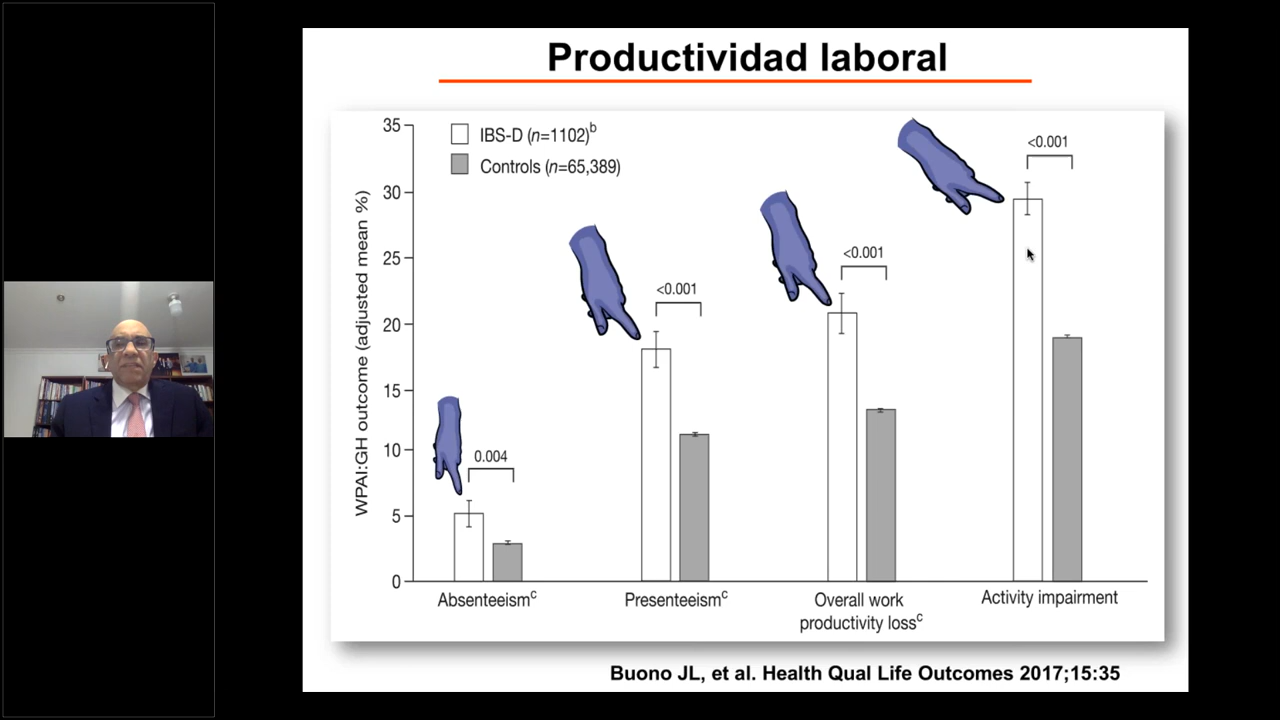 Productividad laboral
IBS-D (n=1102)b
Controls (n=65,389)
WPAI:GH outcome (adjusted mean %)
35
30
25
20
15
10
5
0
0.004
<0.001
<0.001
<0.001
Absenteeismc
Presenteeismc
Overall work
productivity lossc
Activity impairment
Buono JL, et al. Health Qual Life Outcomes 2017;15:35